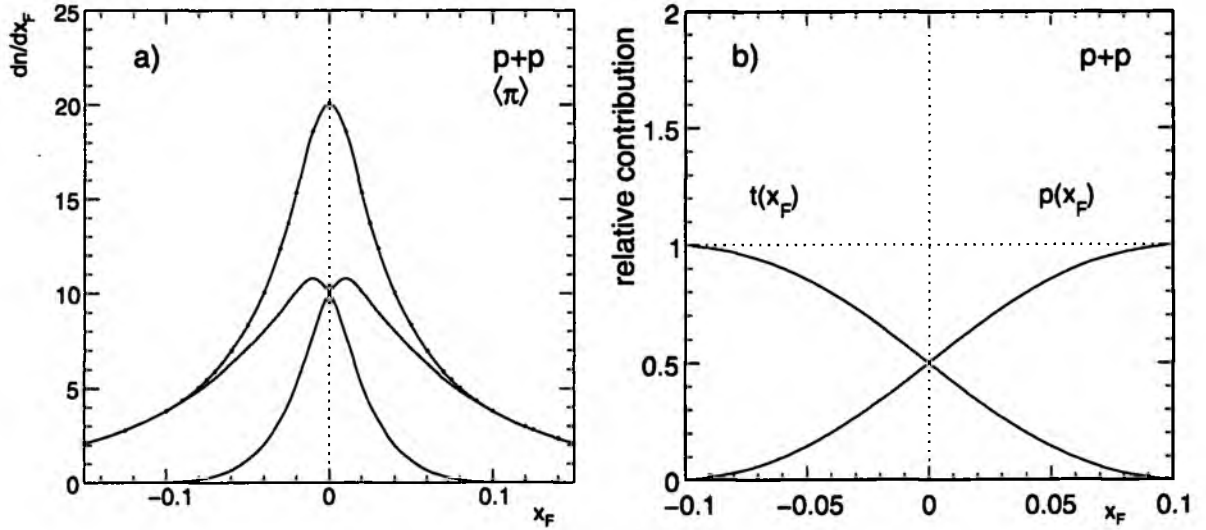 dn/dx_F
25
20
15
10
5
0
a)
p+p
⟨π⟩
−0.1
0
0.1
x_F
relative contribution
2
1.5
1
0.5
0
b)
p+p
t(x_F)
p(x_F)
−0.1
−0.05
0
0.05
0.1
x_F